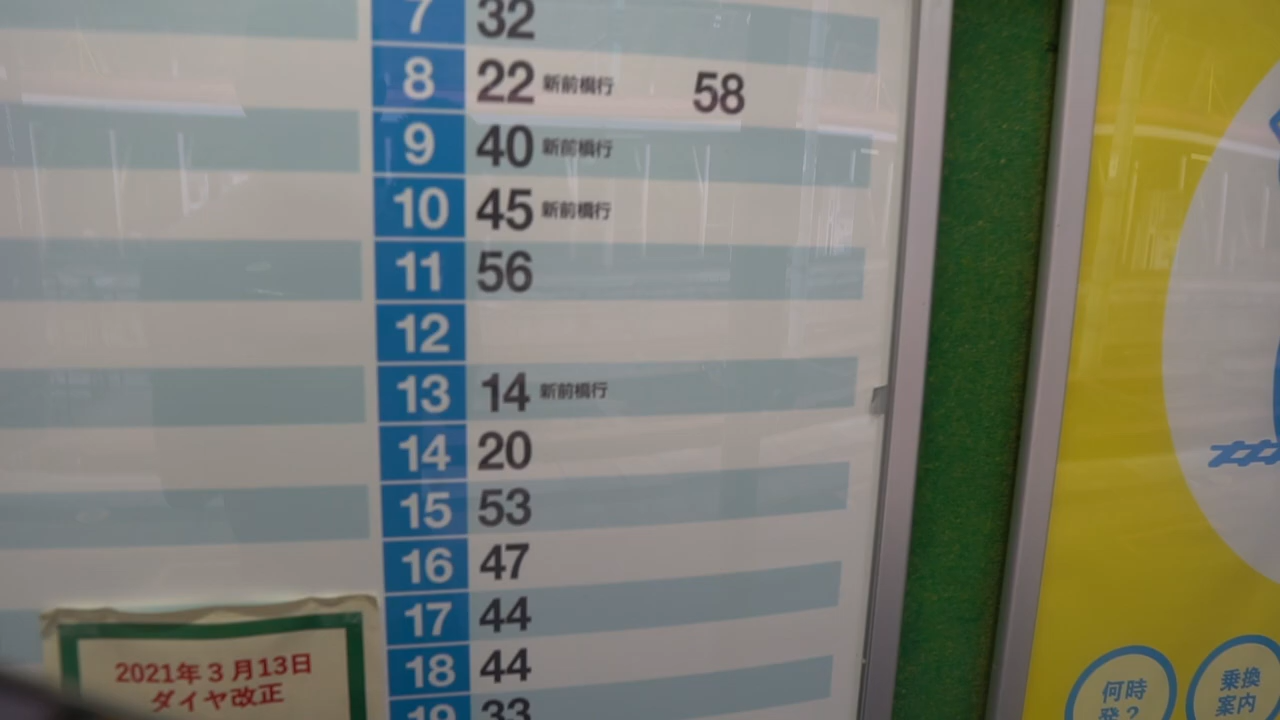 7 32
8 22 新前橋行 58
9 40 新前橋行
10 45 新前橋行
11 56
12
13 14 新前橋行
14 20
15 53
16 47
17 44
18 44
19 33
2021年3月13日
ダイヤ改正
何時
発?
乗換
案内